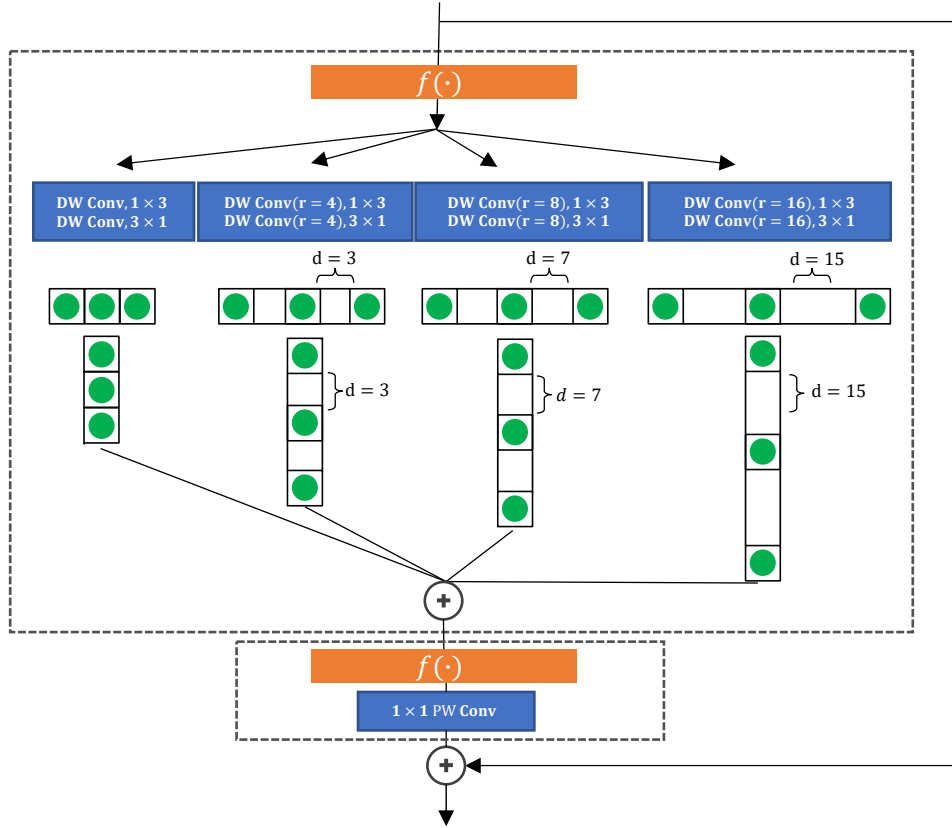 f(·)
DW Conv, 1 × 3
DW Conv, 3 × 1
DW Conv(r = 4), 1 × 3
DW Conv(r = 4), 3 × 1
DW Conv(r = 8), 1 × 3
DW Conv(r = 8), 3 × 1
DW Conv(r = 16), 1 × 3
DW Conv(r = 16), 3 × 1
d = 3
d = 7
d = 15
d = 3
d = 7
d = 15
+
f(·)
1 × 1 PW Conv
+